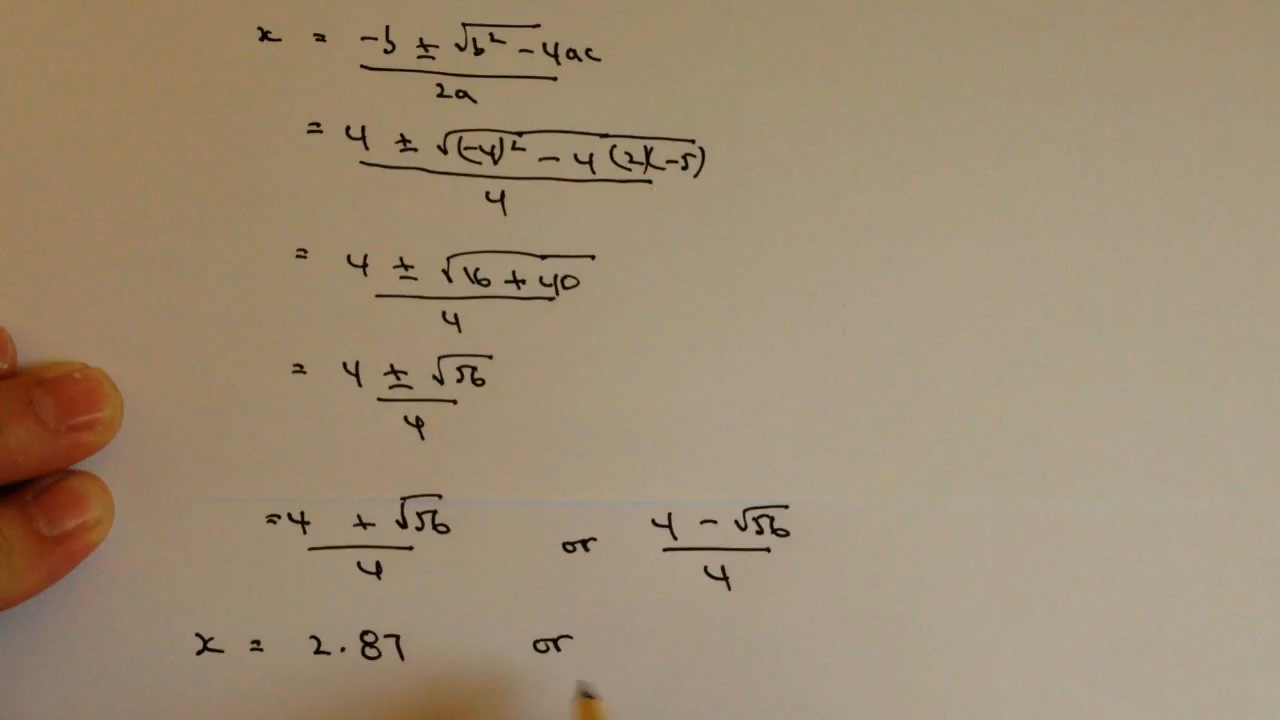 x = -b ± √b² - 4ac
2a
= 4 ± √(-4)² - 4(2)(-5)
4
= 4 ± √16 + 40
4
= 4 ± √56
4
= 4 + √56 or 4 - √56
4 4
x = 2.87 or